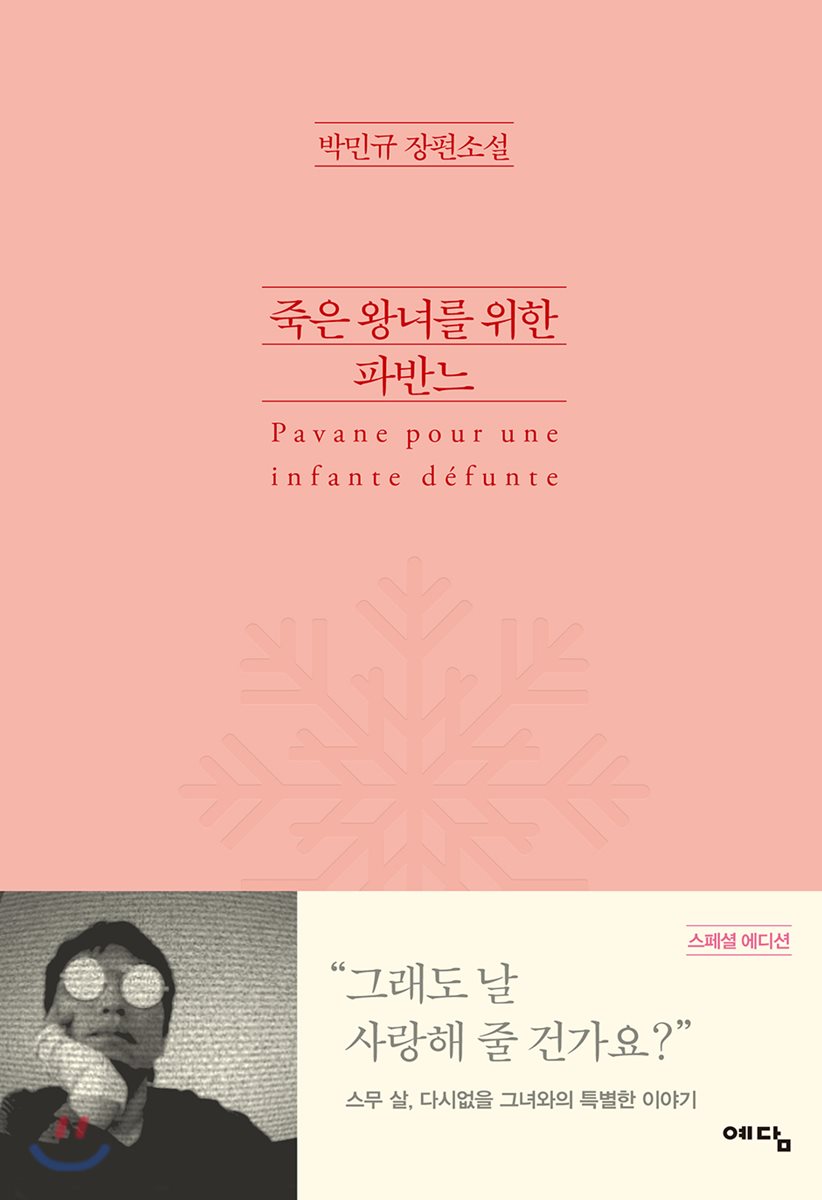 박민규 장편소설
죽은 왕녀를 위한
파반느
Pavane pour une
infante défunte
스페셜 에디션
“그래도 날
사랑해 줄 건가요?”
스무 살, 다시없을 그녀와의 특별한 이야기
예담